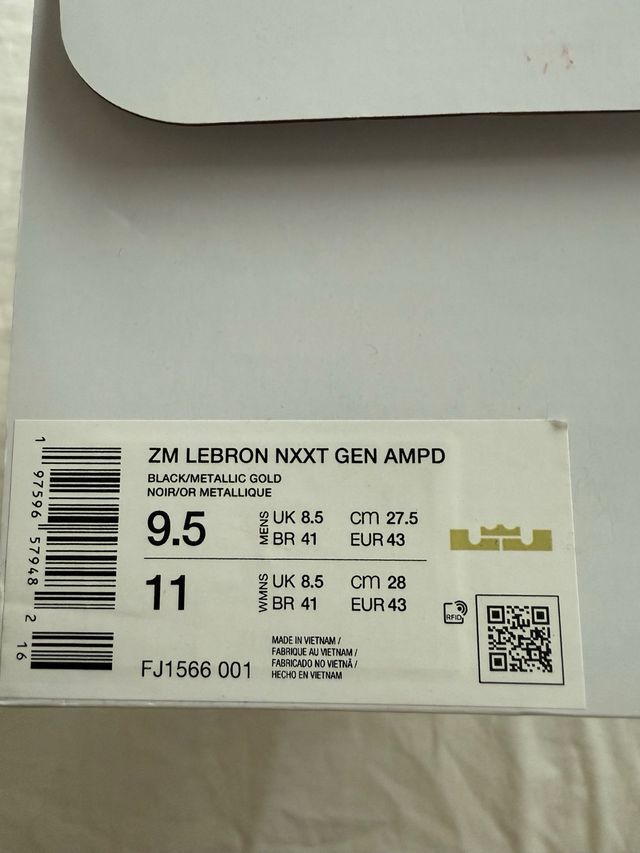 ZM LEBRON NXXT GEN AMPD
BLACK/METALLIC GOLD
NOIR/OR METALLIQUE
9.5 MENS UK 8.5 CM 27.5
BR 41 EUR 43
11 WMNS UK 8.5 CM 28
BR 41 EUR 43
RFID
MADE IN VIETNAM /
FABRIQUE AU VIETNAM /
FABRICADO NO VIETNÃ /
HECHO EN VIETNAM
FJ1566 001
1 97596 57948 2 16